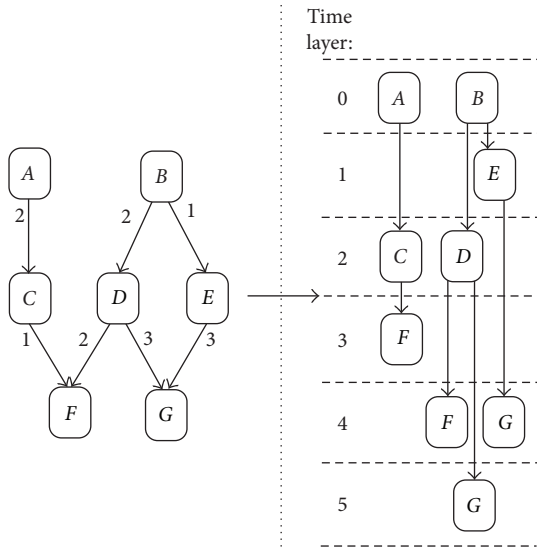 Time
layer:
0 A B
A B
1 E
2 2 1
2 C D
C D E
3 F
1 2 3 3
F G
4 F G
5 G